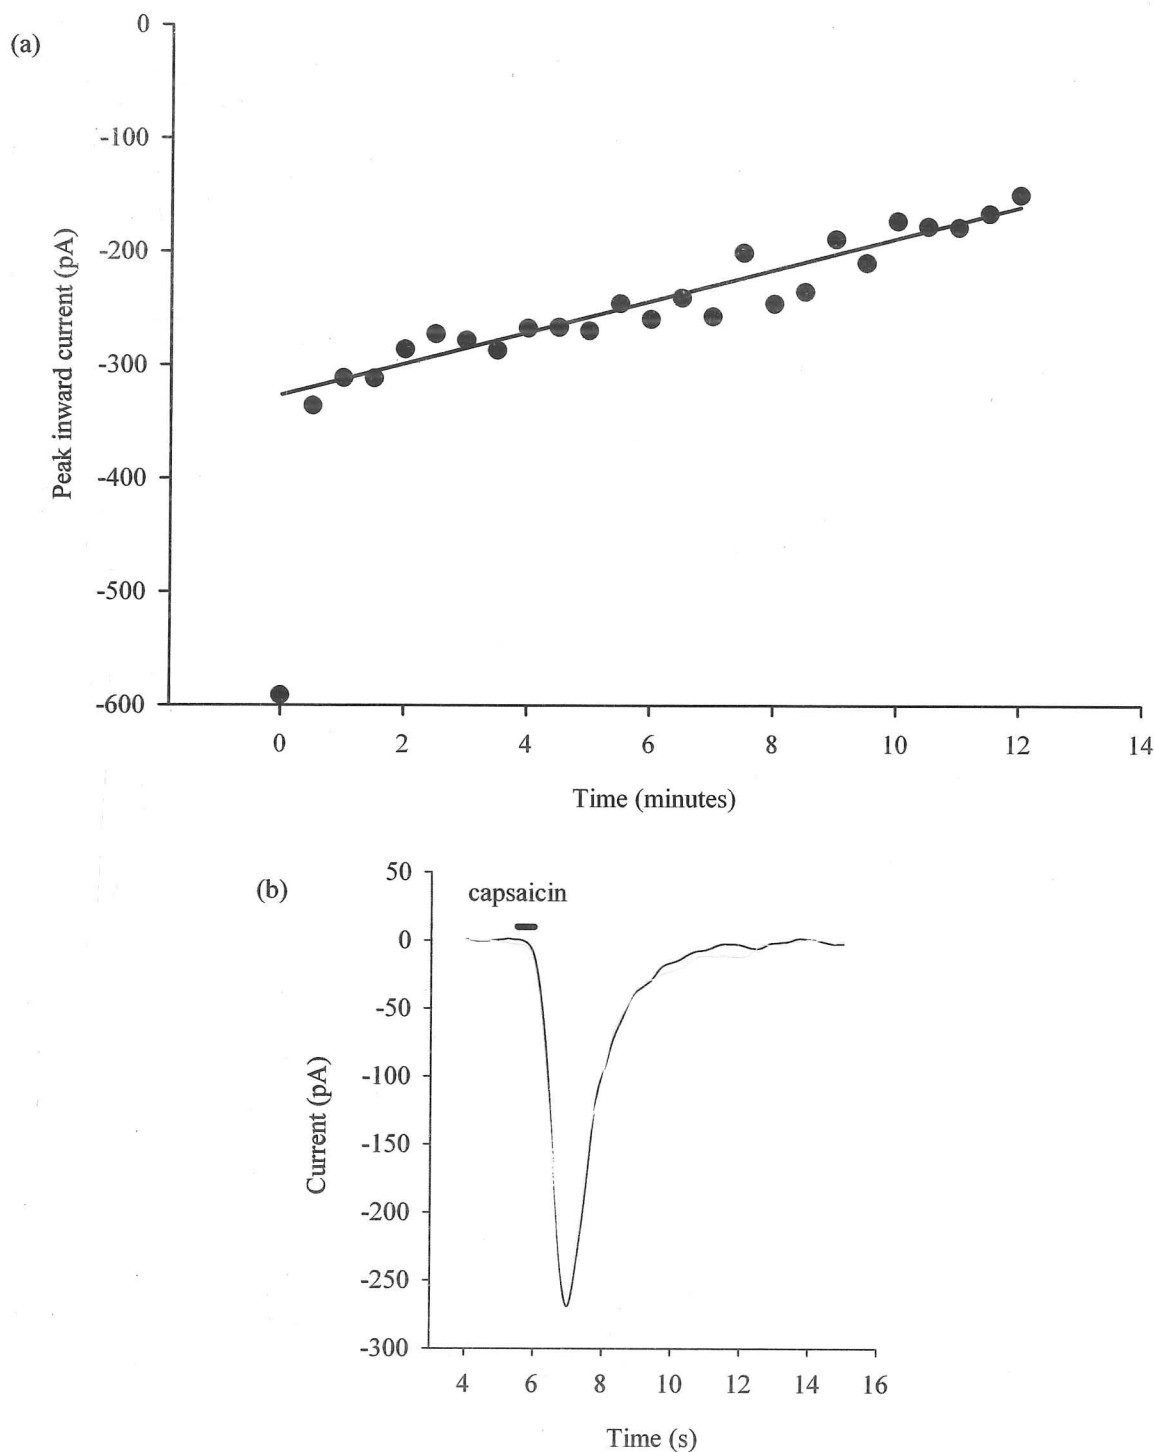 (a)
0
-100
-200
-300
-400
-500
-600
Peak inward current (pA)
0 2 4 6 8 10 12 14
Time (minutes)
(b)
capsaicin
50
0
-50
-100
-150
-200
-250
-300
Current (pA)
4 6 8 10 12 14 16
Time (s)